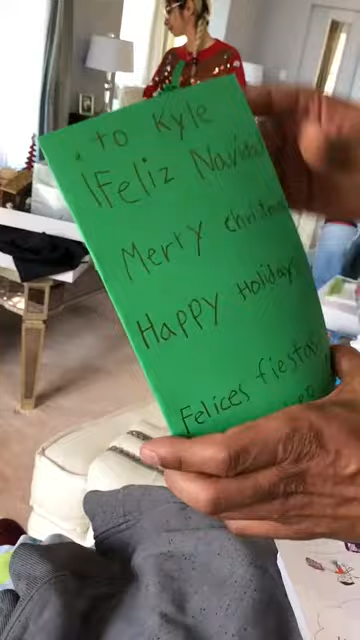 to Kyle
¡Feliz Navidad
Merry christmas
Happy Holidays
Felices fiestas